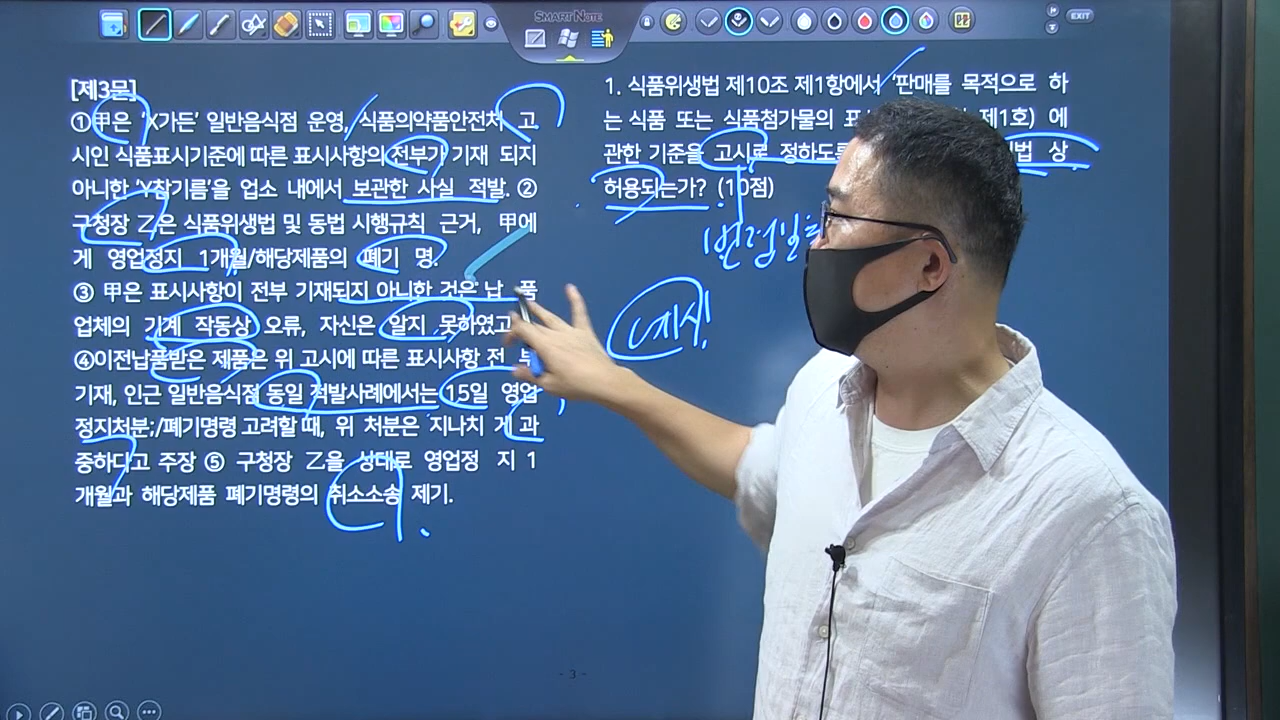 SMART NOTE
EXIT
[제3문]
①甲은 'X가든' 일반음식점 운영, 식품의약품안전처 고
시인 식품표시기준에 따른 표시사항의 전부가 기재 되지
아니한 'Y참기름'을 업소 내에서 보관한 사실 적발. ②
구청장 乙은 식품위생법 및 동법 시행규칙 근거, 甲에
게 영업정지 1개월/해당제품의 폐기 명.
③ 甲은 표시사항이 전부 기재되지 아니한 것은 납 품
업체의 기계 작동상 오류, 자신은 알지 못하였고
④이전납품받은 제품은 위 고시에 따른 표시사항 전 부
기재, 인근 일반음식점 동일 적발사례에서는 15일 영업
정지처분;/폐기명령 고려할 때, 위 처분은 지나치 게 과
중하다고 주장 ⑤ 구청장 乙을 상대로 영업정 지 1
개월과 해당제품 폐기명령의 취소소송 제기.
1. 식품위생법 제10조 제1항에서 '판매를 목적으로 하
는 식품 또는 식품첨가물의 표 제1호) 에
관한 기준을 고시로 정하도록 법 상
허용되는가? (10점)
예시!
- 3 -